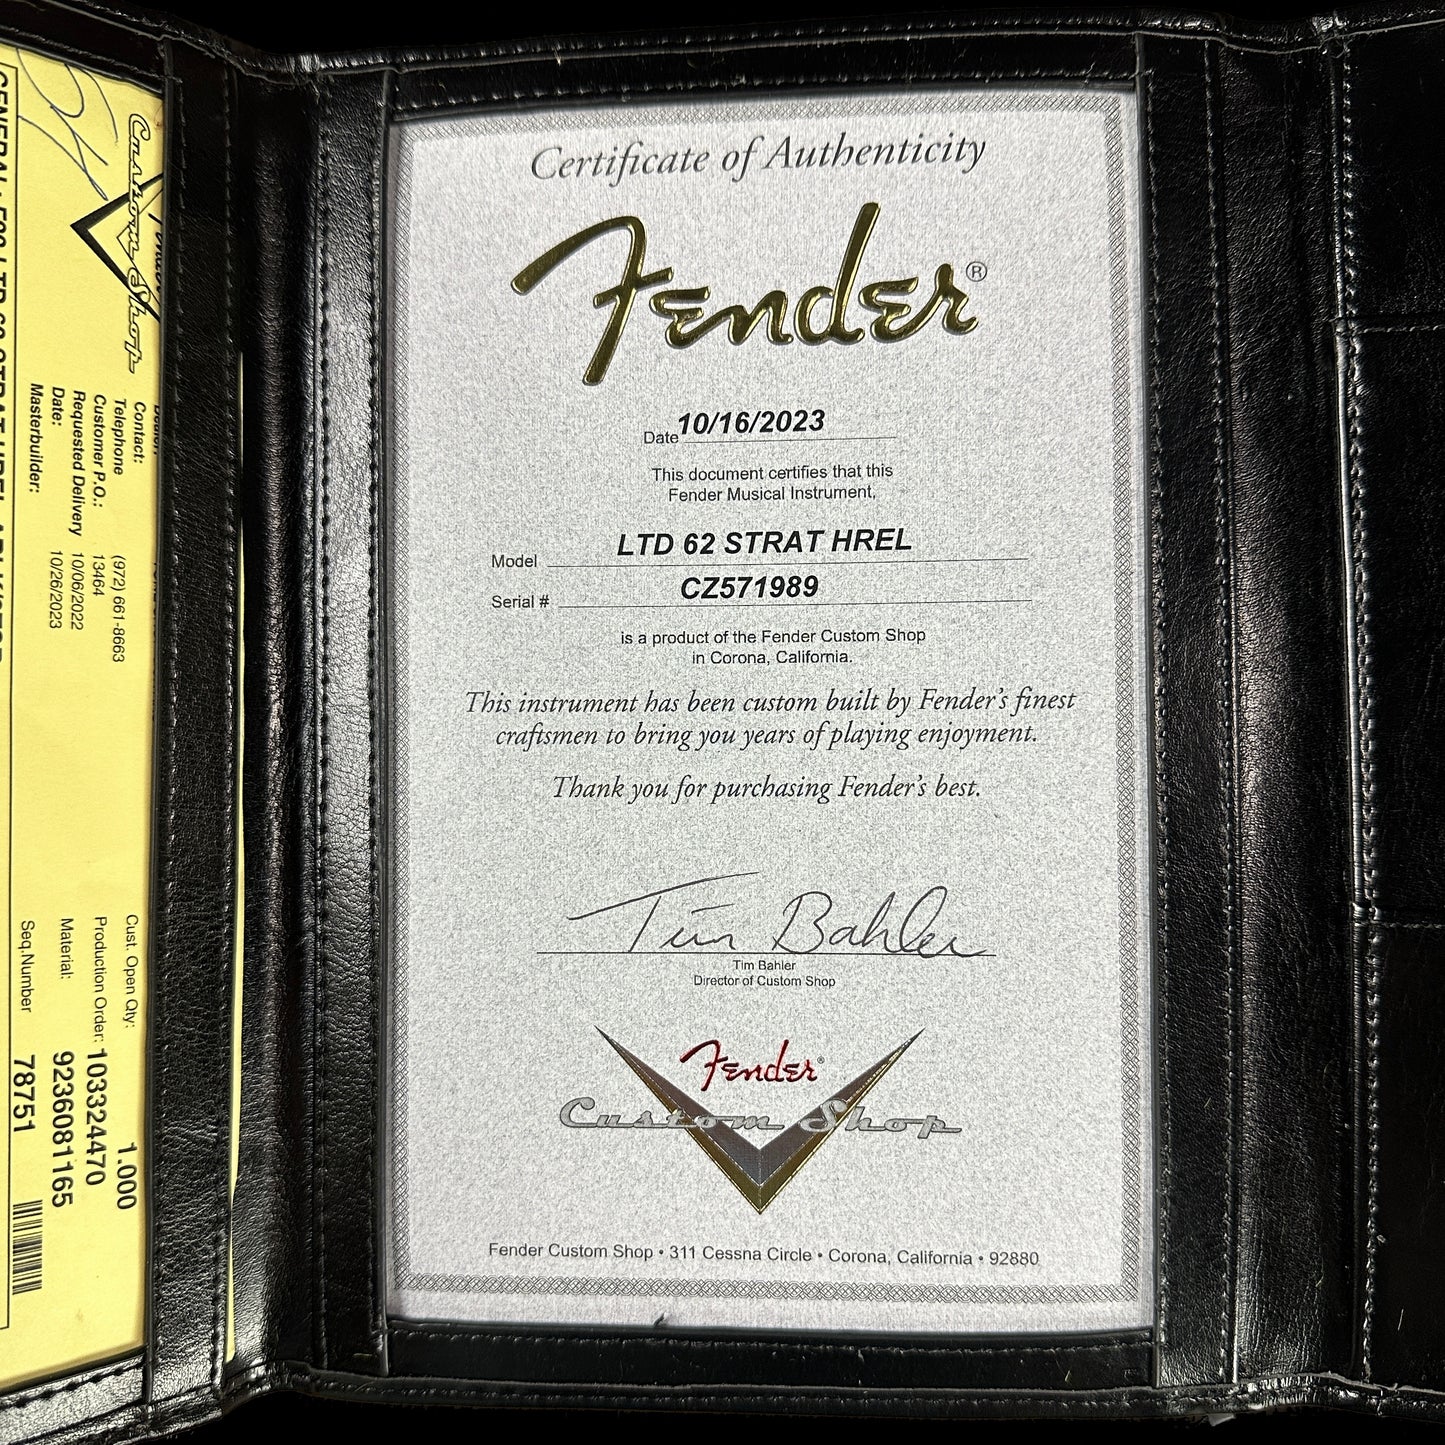 Custom Shop
Contact:
Telephone (972) 661-8663
Customer P.O.: 13464
Requested Delivery 10/06/2022
Date: 10/26/2023
Masterbuilder:
Cust. Open Qty: 1.000
Production Order: 103324470
Material: 9236081165
Seq.Number 78751
Certificate of Authenticity
Fender®
Date 10/16/2023
This document certifies that this
Fender Musical Instrument,
Model LTD 62 STRAT HREL
Serial # CZ571989
is a product of the Fender Custom Shop
in Corona, California.
This instrument has been custom built by Fender's finest
craftsmen to bring you years of playing enjoyment.
Thank you for purchasing Fender's best.
Tim Bahler
Tim Bahler
Director of Custom Shop
Fender®
Custom Shop
Fender Custom Shop • 311 Cessna Circle • Corona, California • 92880